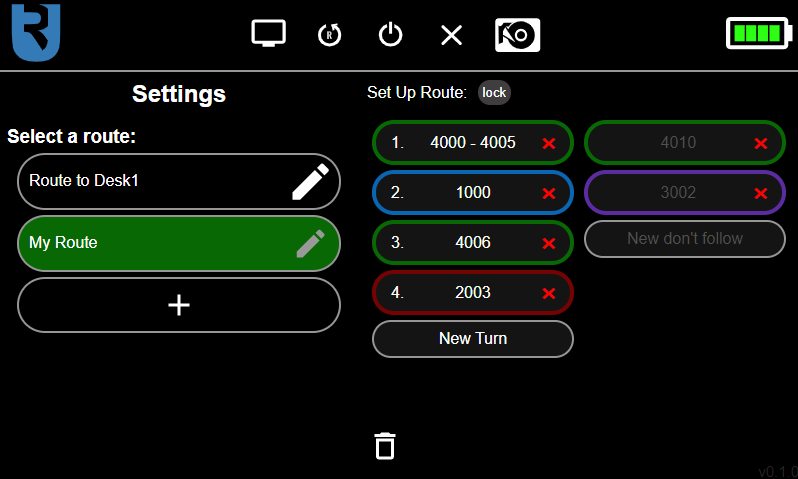 R
Settings
Select a route:
Route to Desk1
My Route
Set Up Route: lock
1. 4000 - 4005
2. 1000
3. 4006
4. 2003
New Turn
4010
3002
New don't follow
v0.1.0